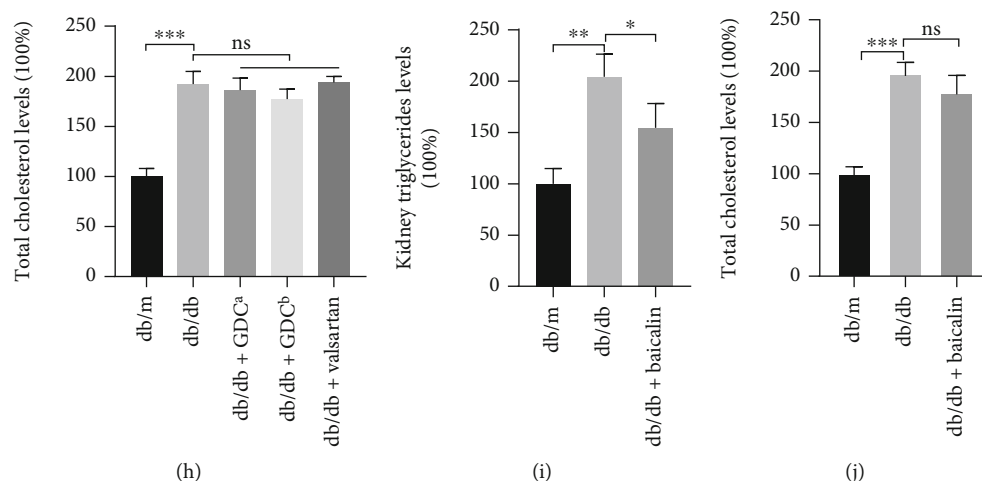 Total cholesterol levels (100%)
250
200
150
100
50
0
***
ns
db/m
db/db
db/db + GDCᵃ
db/db + GDCᵇ
db/db + valsartan
(h)
Kidney triglycerides levels
(100%)
250
200
150
100
50
0
**
*
db/m
db/db
db/db + baicalin
(i)
Total cholesterol levels (100%)
250
200
150
100
50
0
***
ns
db/m
db/db
db/db + baicalin
(j)